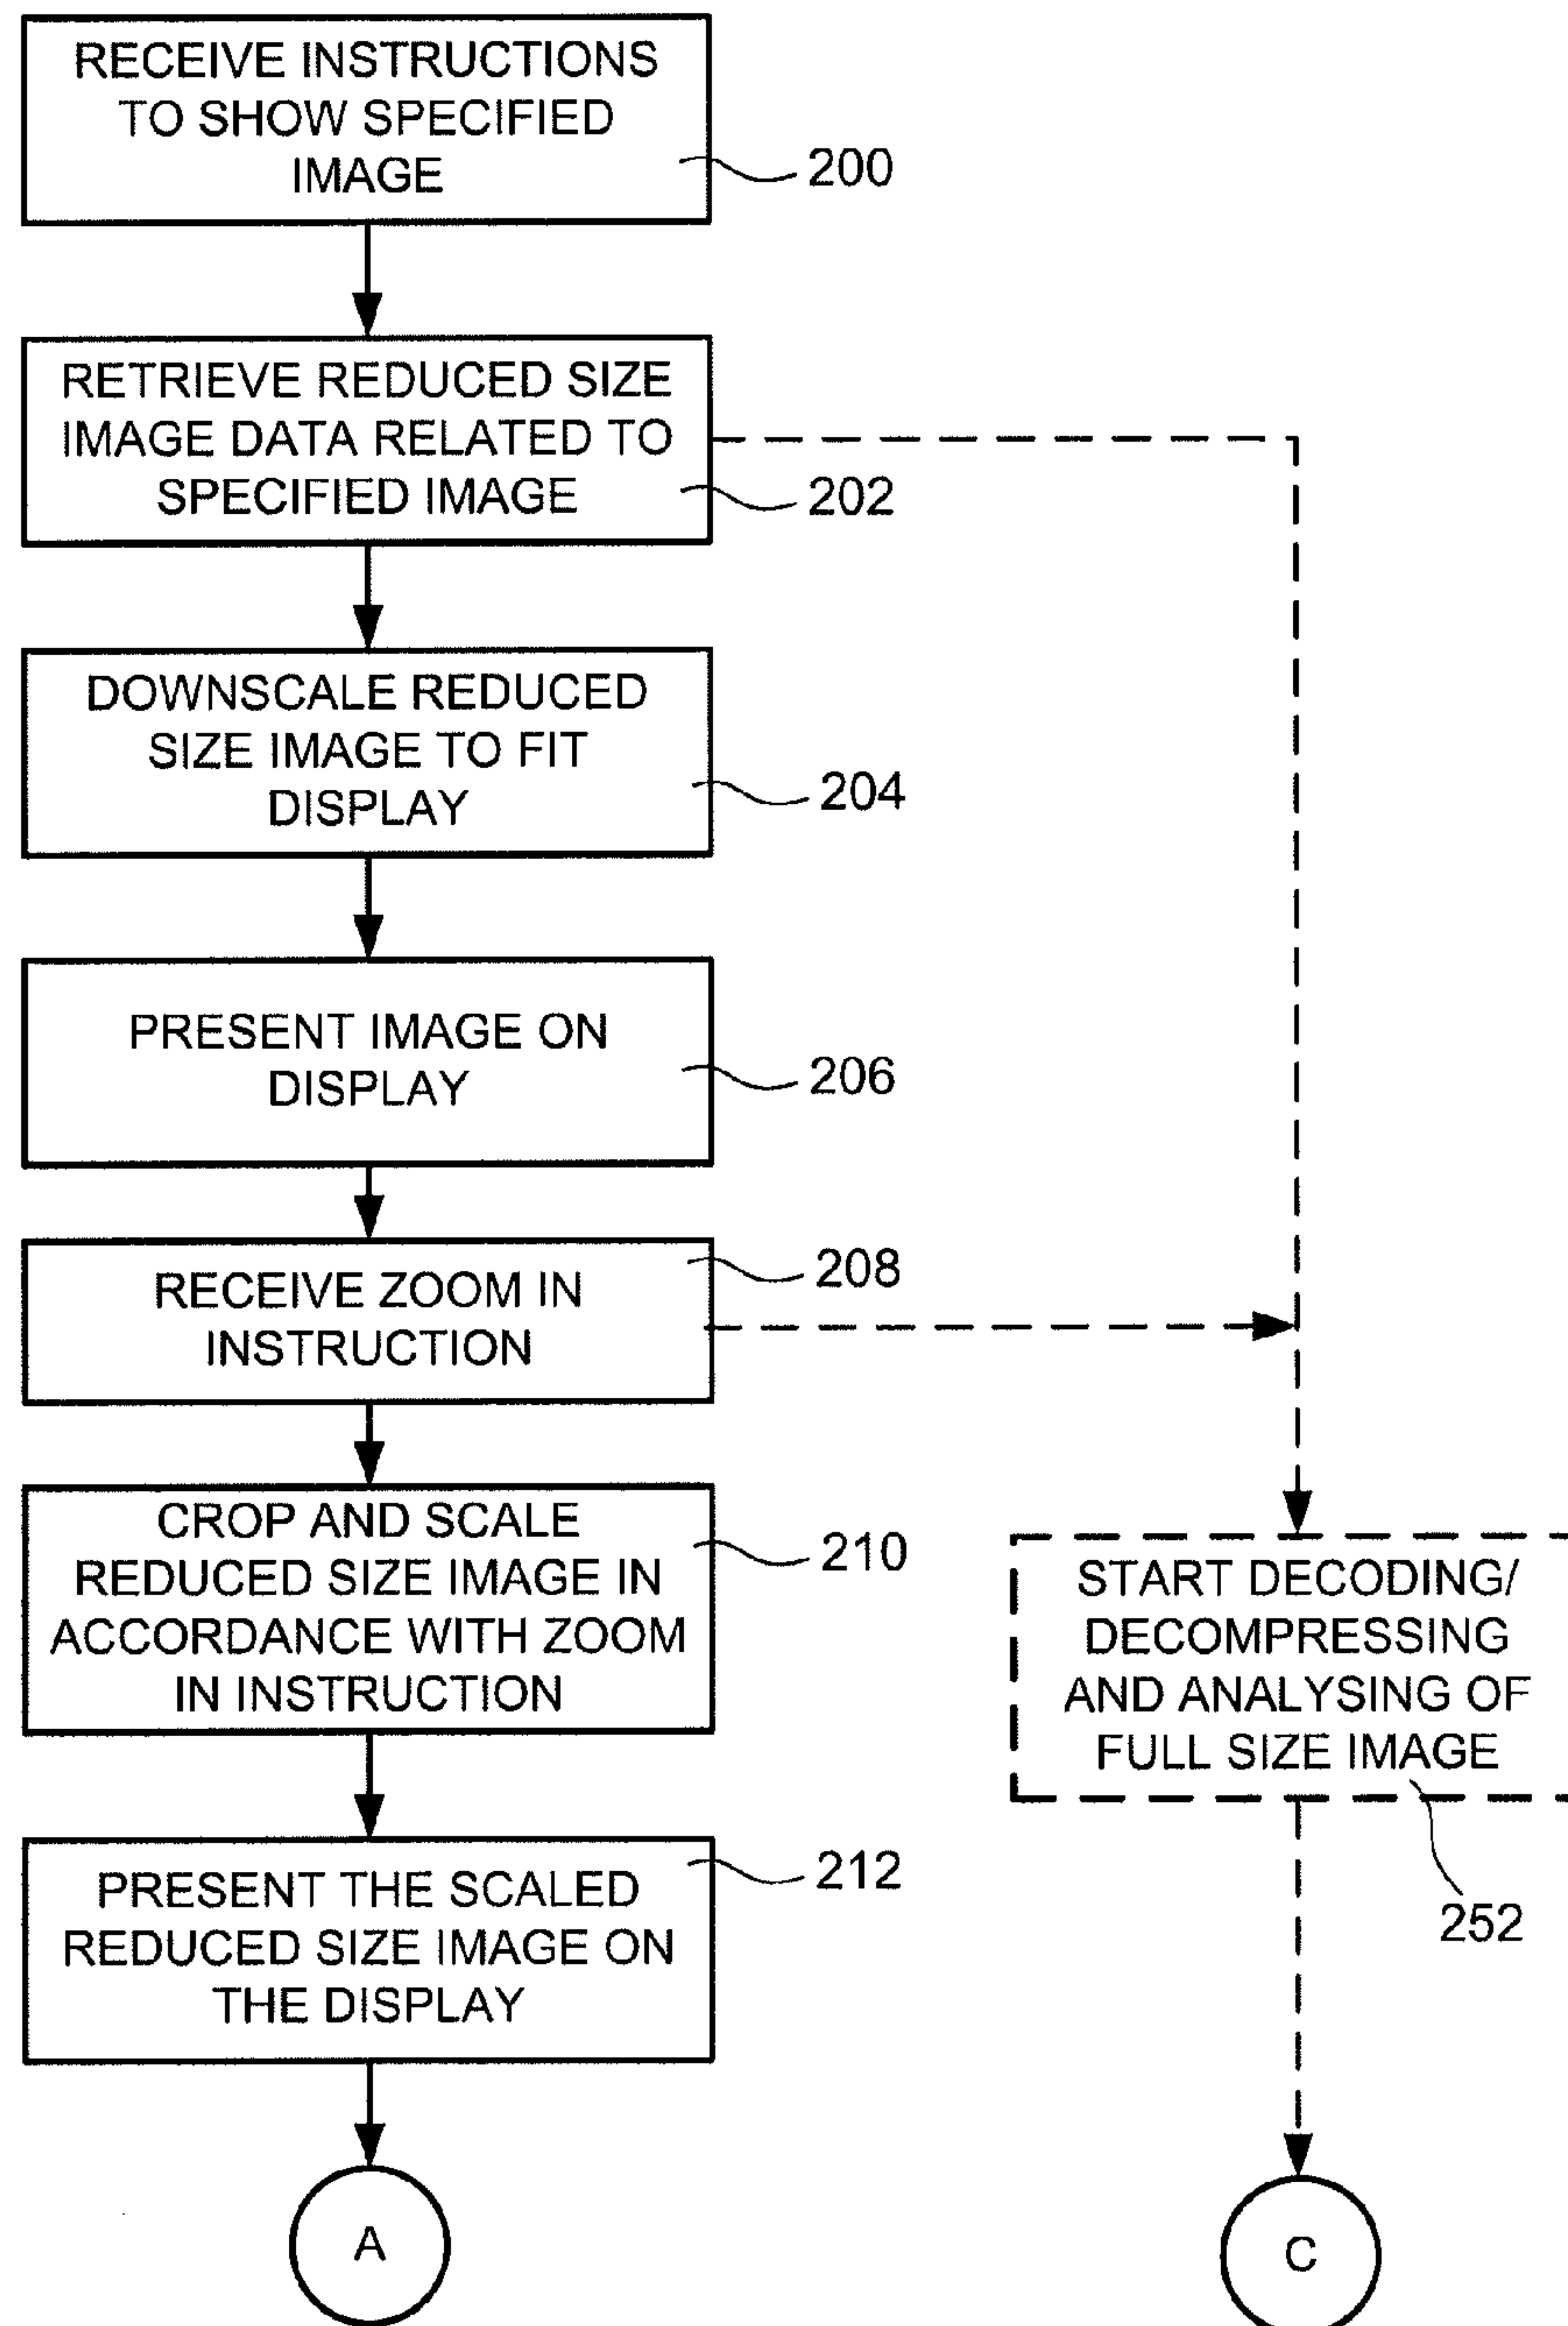 RECEIVE INSTRUCTIONS
TO SHOW SPECIFIED
IMAGE
200
RETRIEVE REDUCED SIZE
IMAGE DATA RELATED TO
SPECIFIED IMAGE
202
DOWNSCALE REDUCED
SIZE IMAGE TO FIT
DISPLAY
204
PRESENT IMAGE ON
DISPLAY
206
RECEIVE ZOOM IN
INSTRUCTION
208
CROP AND SCALE
REDUCED SIZE IMAGE IN
ACCORDANCE WITH ZOOM
IN INSTRUCTION
210
START DECODING/
DECOMPRESSING
AND ANALYSING OF
FULL SIZE IMAGE
252
PRESENT THE SCALED
REDUCED SIZE IMAGE ON
THE DISPLAY
212
A
C